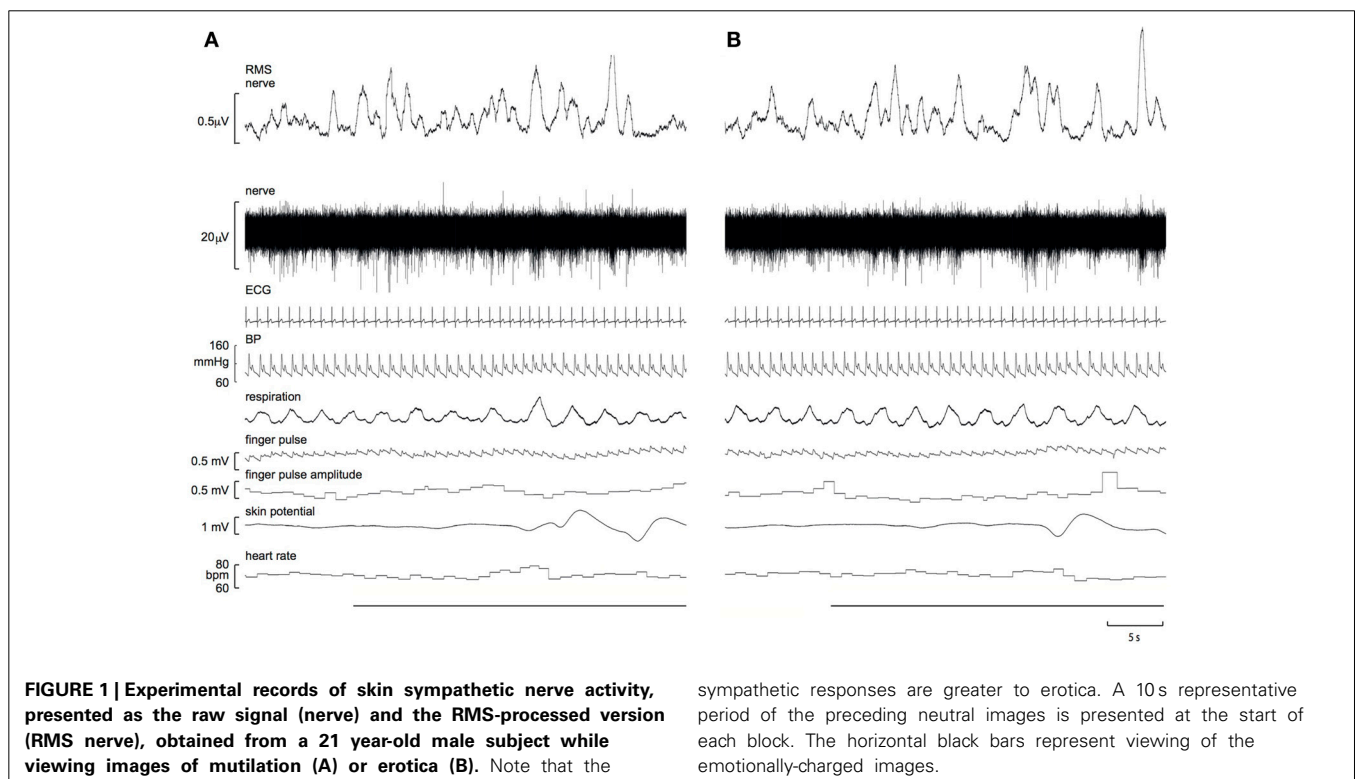 A
B
RMS
nerve
0.5µV
nerve
20µV
ECG
BP
160
mmHg
60
respiration
finger pulse
0.5 mV
finger pulse amplitude
0.5 mV
skin potential
1 mV
heart rate
80
bpm
60
5 s
FIGURE 1 | Experimental records of skin sympathetic nerve activity,
presented as the raw signal (nerve) and the RMS-processed version
(RMS nerve), obtained from a 21 year-old male subject while
viewing images of mutilation (A) or erotica (B). Note that the
sympathetic responses are greater to erotica. A 10 s representative
period of the preceding neutral images is presented at the start of
each block. The horizontal black bars represent viewing of the
emotionally-charged images.